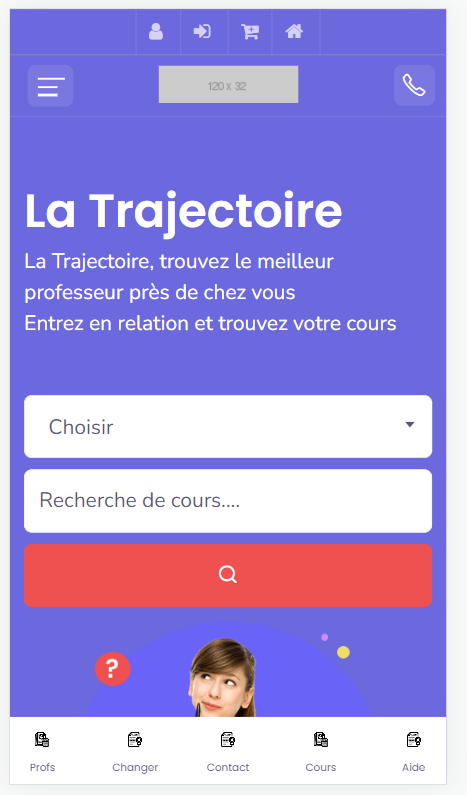 120 x 32
La Trajectoire
La Trajectoire, trouvez le meilleur
professeur près de chez vous
Entrez en relation et trouvez votre cours
Choisir
Recherche de cours....
?
Profs Changer Contact Cours Aide